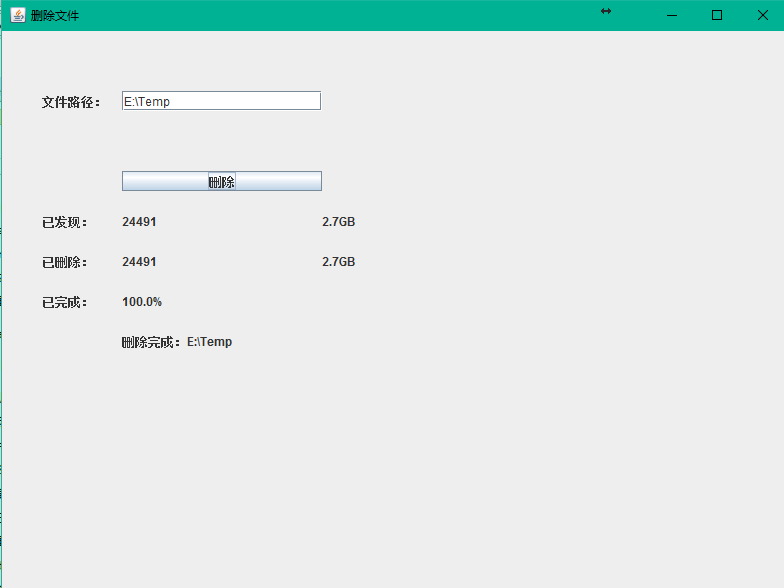 删除文件
文件路径： E:\Temp
删除
已发现： 24491 2.7GB
已删除： 24491 2.7GB
已完成： 100.0%
删除完成：E:\Temp